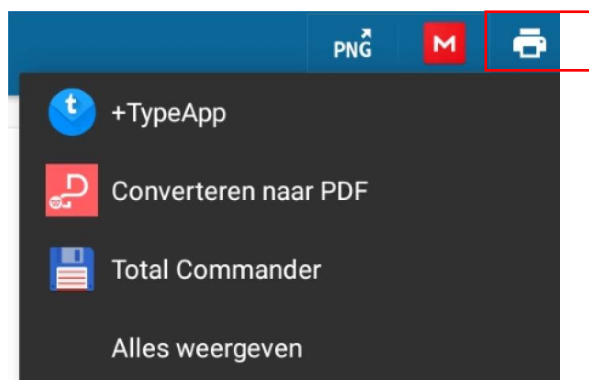 PNG M
t +TypeApp
Converteren naar PDF
Total Commander
Alles weergeven